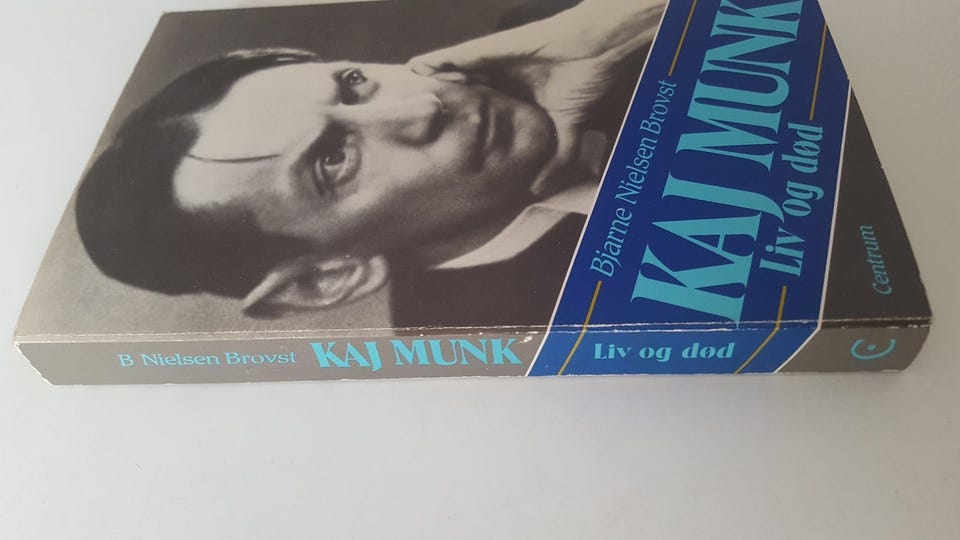 Bjarne Nielsen Brovst
KAJ MUNK
Liv og død
Centrum
B Nielsen Brovst KAJ MUNK Liv og død